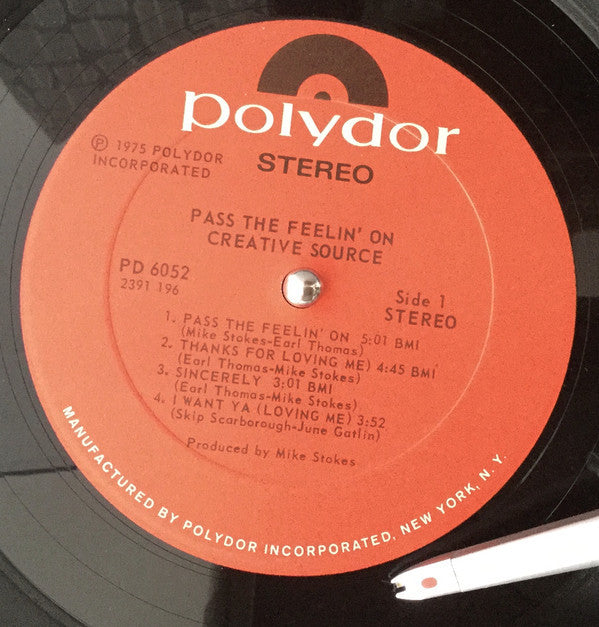 polydor
STEREO
Ⓟ 1975 POLYDOR
INCORPORATED
PASS THE FEELIN' ON
CREATIVE SOURCE
PD 6052
2391 196
Side 1
STEREO
1. PASS THE FEELIN' ON 5:01 BMI
(Mike Stokes-Earl Thomas)
2. THANKS FOR LOVING ME) 4:45 BMI
(Earl Thomas-Mike Stokes)
3. SINCERELY 3:01 BMI
(Earl Thomas-Mike Stokes)
4. I WANT YA (LOVING ME) 3:52
(Skip Scarborough-June Gatlin)
Produced by Mike Stokes
MANUFACTURED BY POLYDOR INCORPORATED, NEW YORK, N.Y.